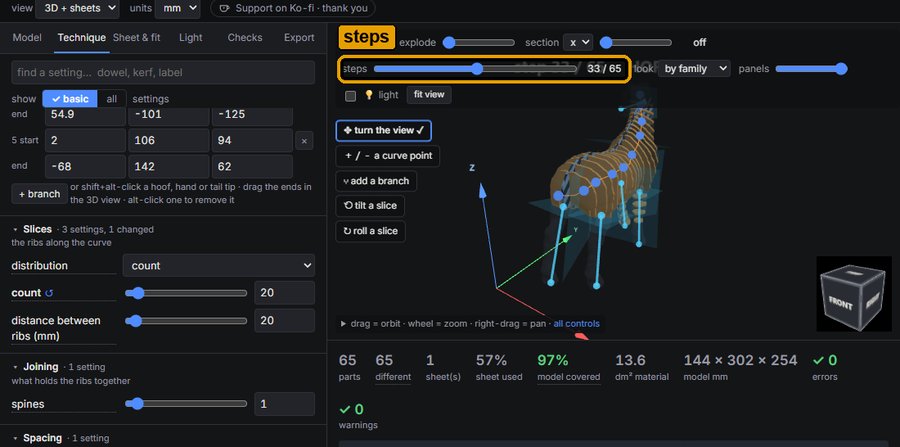 view 3D + sheets units mm Support on Ko-fi · thank you
Model Technique Sheet & fit Light Checks Export
find a setting... dowel, kerf, label
show ✓ basic all settings
end 54.9 -101 -125
5 start 2 106 94 ×
end -68 142 62
+ branch or shift+alt-click a hoof, hand or tail tip · drag the ends in the 3D view · alt-click one to remove it
Slices · 3 settings, 1 changed
the ribs along the curve
distribution count
count ↺ 20
distance between ribs (mm) 20
Joining · 1 setting
what holds the ribs together
spines 1
Spacing · 1 setting
steps explode section x off
steps 33 / 65 look by family panels
light fit view
✥ turn the view ✓
+ / - a curve point
add a branch
⟲ tilt a slice
↻ roll a slice
Z
Y
FRONT
▶ drag = orbit · wheel = zoom · right-drag = pan · all controls
65 65 1 57% 97% 13.6 144 × 302 × 254 ✓ 0
parts different sheet(s) sheet used model covered dm² material model mm errors
✓ 0
warnings